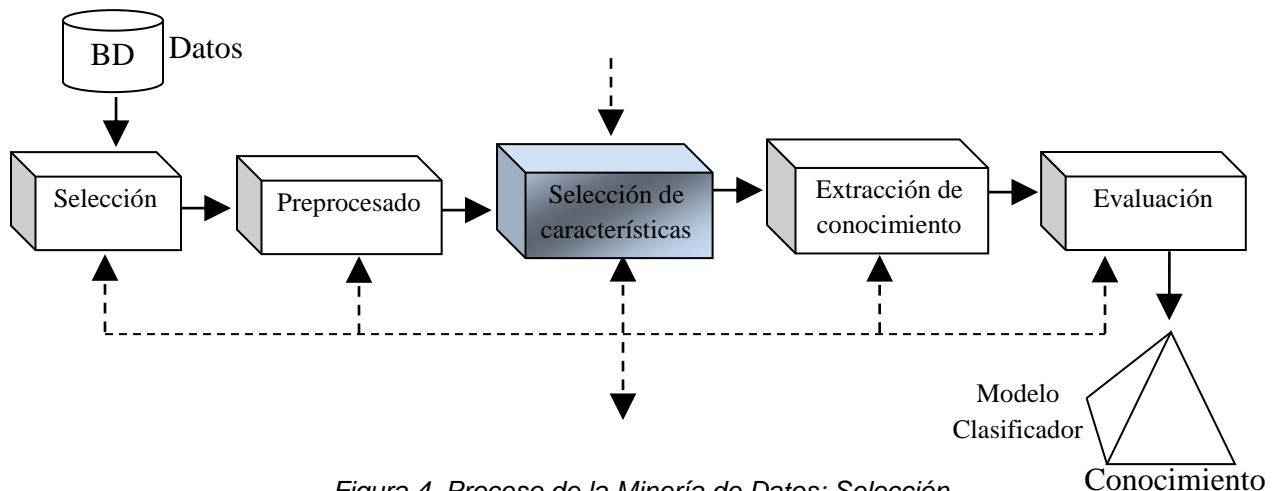 BD
Datos
Selección
Preprocesado
Selección de
características
Extracción de
conocimiento
Evaluación
Modelo
Clasificador
Conocimiento
Figura 4. Proceso de la Minería de Datos: Selección